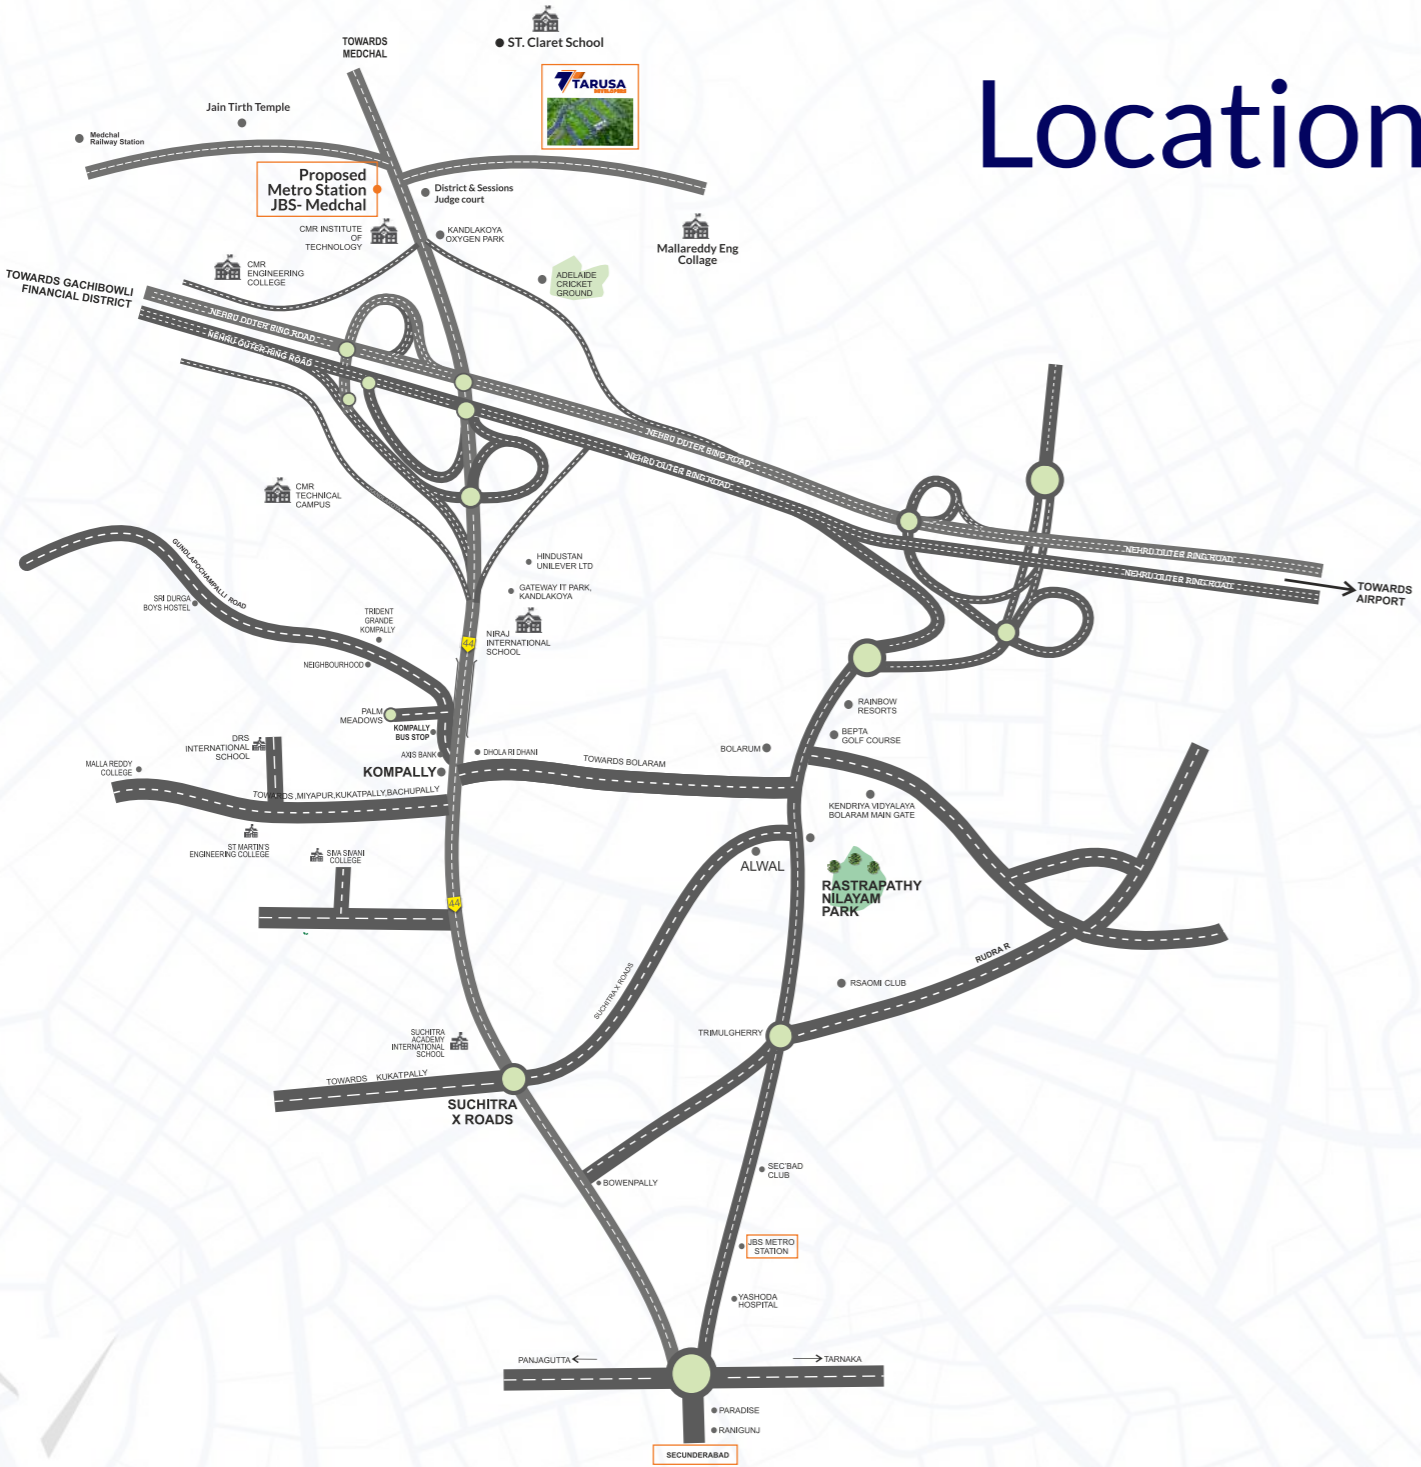 Location
ST. Claret School
TOWARDS
MEDCHAL
TARUSA
DEVELOPERS
Jain Tirth Temple
Medchal
Railway Station
Proposed
Metro Station
JBS- Medchal
District & Sessions
Judge court
CMR INSTITUTE
OF
TECHNOLOGY
KANDLAKOYA
OXYGEN PARK
Mallareddy Eng
Collage
CMR
ENGINEERING
COLLEGE
ADELAIDE
CRICKET
GROUND
TOWARDS GACHIBOWLI
FINANCIAL DISTRICT
NEHRU OUTER RING ROAD
NEHRU OUTER RING ROAD
NEHRU OUTER RING ROAD
NEHRU OUTER RING ROAD
NEHRU OUTER RING ROAD
NEHRU OUTER RING ROAD
TOWARDS
AIRPORT
CMR
TECHNICAL
CAMPUS
GUNDLAPOCHAMPALLI ROAD
HINDUSTAN
UNILEVER LTD
GATEWAY IT PARK,
KANDLAKOYA
SRI DURGA
BOYS HOSTEL
TRIDENT
GRANDE
KOMPALLY
NIRAJ
INTERNATIONAL
SCHOOL
44
NEIGHBOURHOOD
PALM
MEADOWS
KOMPALLY
BUS STOP
RAINBOW
RESORTS
BEPTA
GOLF COURSE
DRS
INTERNATIONAL
SCHOOL
AXIS BANK
DHOLA RI DHANI
BOLARUM
MALLA REDDY
COLLEGE
KOMPALLY
TOWARDS BOLARAM
TOWARDS ,MIYAPUR,KUKATPALLY,BACHUPALLY
KENDRIYA VIDYALAYA
BOLARAM MAIN GATE
ST MARTIN'S
ENGINEERING COLLEGE
SIVA SIVANI
COLLEGE
ALWAL
RASTRAPATHY
NILAYAM
PARK
44
RUDRA R
SUCHITRA X ROADS
RSAOMI CLUB
SUCHITRA
ACADEMY
INTERNATIONAL
SCHOOL
TRIMULGHERRY
TOWARDS KUKATPALLY
SUCHITRA
X ROADS
SEC'BAD
CLUB
BOWENPALLY
JBS METRO
STATION
YASHODA
HOSPITAL
PANJAGUTTA
TARNAKA
PARADISE
RANIGUNJ
SECUNDERABAD